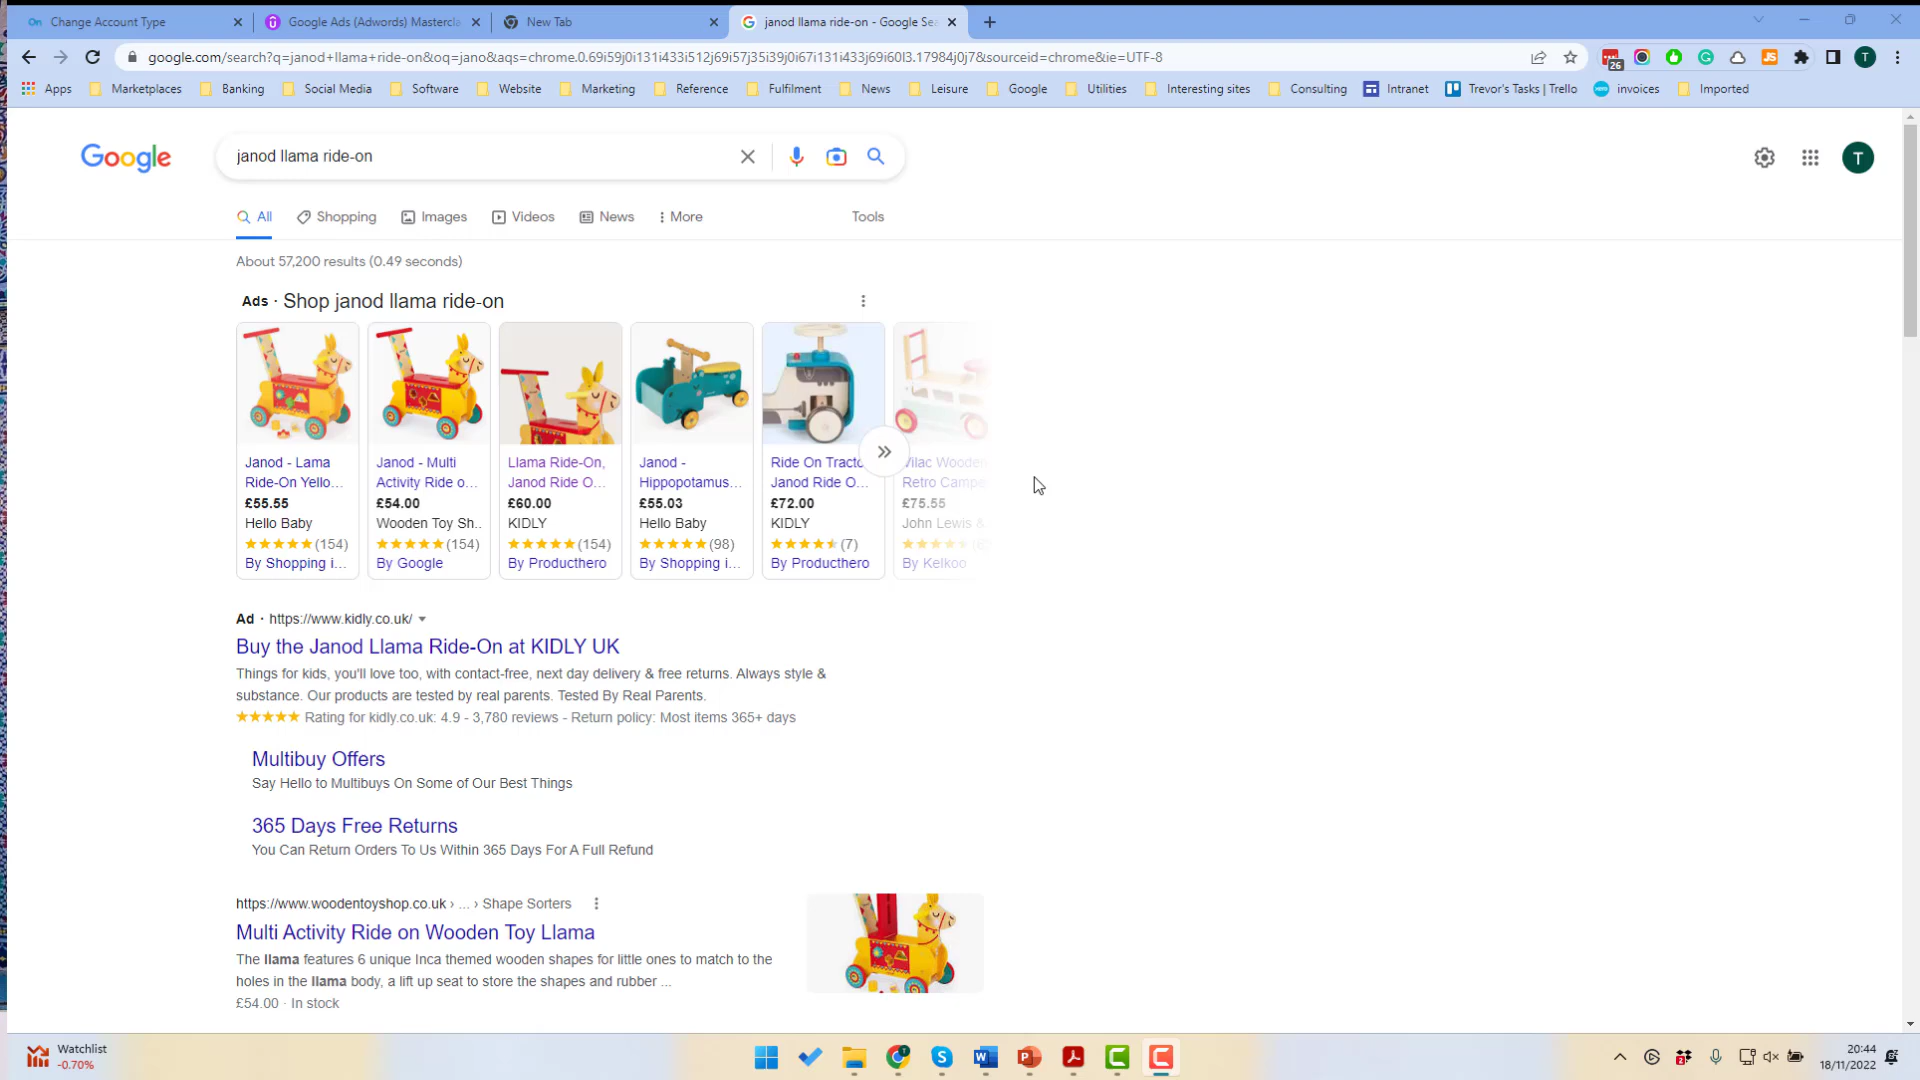 Change Account Type
Google Ads (Adwords) Mastercla
New Tab
janod llama ride-on - Google Sea
google.com/search?q=janod+llama+ride-on&oq=jano&aqs=chrome.0.69i59j0i131i433i512j69i57j35i39j0i67i131i433j69i60l3.17984j0j7&sourceid=chrome&ie=UTF-8
26
T
Apps Marketplaces Banking Social Media Software Website Marketing Reference Fulfilment News Leisure Google Utilities Interesting sites Consulting Intranet Trevor's Tasks | Trello invoices Imported
Google
janod llama ride-on
T
All Shopping Images Videos News More Tools
About 57,200 results (0.49 seconds)
Ads · Shop janod llama ride-on
Janod - Lama
Ride-On Yello...
£55.55
Hello Baby
(154)
By Shopping i...
Janod - Multi
Activity Ride o...
£54.00
Wooden Toy Sh..
(154)
By Google
Llama Ride-On,
Janod Ride O...
£60.00
KIDLY
(154)
By Producthero
Janod -
Hippopotamus...
£55.03
Hello Baby
(98)
By Shopping i...
Ride On Tracto
Janod Ride O...
£72.00
KIDLY
(7)
By Producthero
Vilac Wooden
Retro Campe
£75.55
John Lewis &
By Kelkoo
Ad · https://www.kidly.co.uk/
Buy the Janod Llama Ride-On at KIDLY UK
Things for kids, you'll love too, with contact-free, next day delivery & free returns. Always style &
substance. Our products are tested by real parents. Tested By Real Parents.
Rating for kidly.co.uk: 4.9 - 3,780 reviews - Return policy: Most items 365+ days
Multibuy Offers
Say Hello to Multibuys On Some of Our Best Things
365 Days Free Returns
You Can Return Orders To Us Within 365 Days For A Full Refund
https://www.woodentoyshop.co.uk › ... › Shape Sorters
Multi Activity Ride on Wooden Toy Llama
The llama features 6 unique Inca themed wooden shapes for little ones to match to the
holes in the llama body, a lift up seat to store the shapes and rubber ...
£54.00 · In stock
Watchlist
-0.70%
20:44
18/11/2022